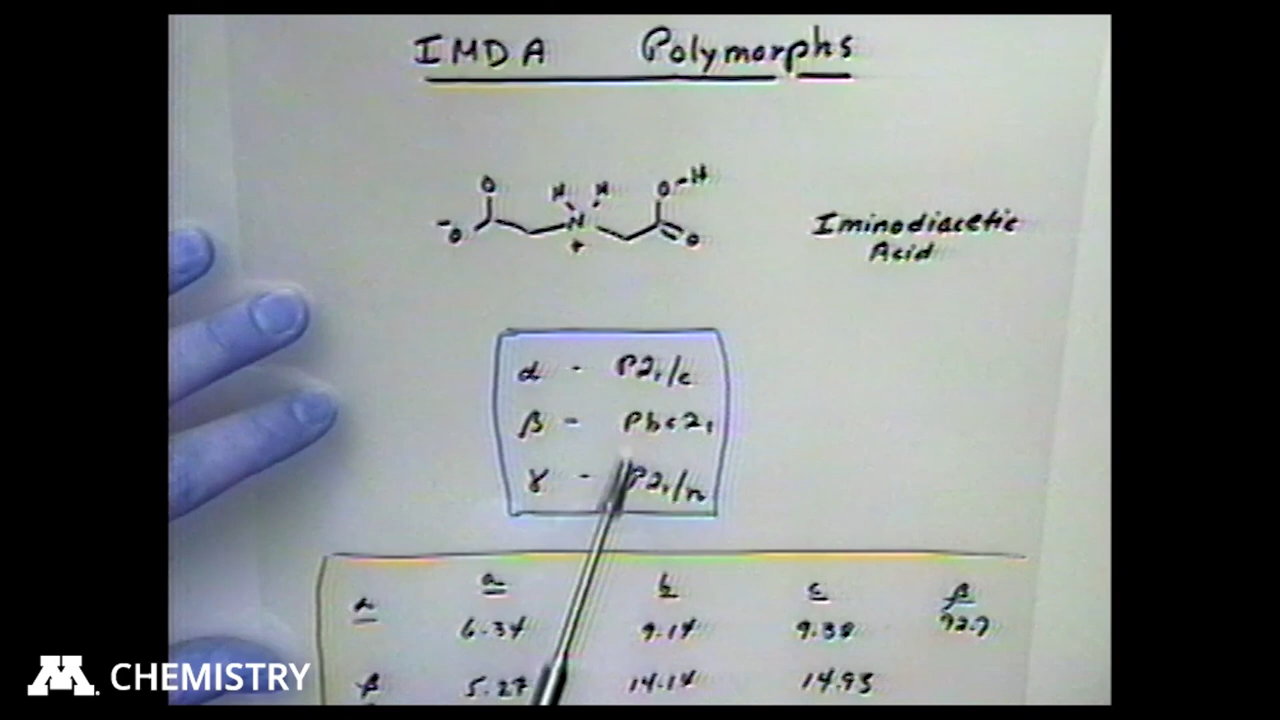 IMDA Polymorphs
O H H O-H
-O N + O
Iminodiacetic
Acid
α - P2₁/c
β - Pbc2₁
γ - P2₁/n
a b c β
α 6.34 9.14 9.38 92.7
β 5.27 14.14 14.93
M. CHEMISTRY